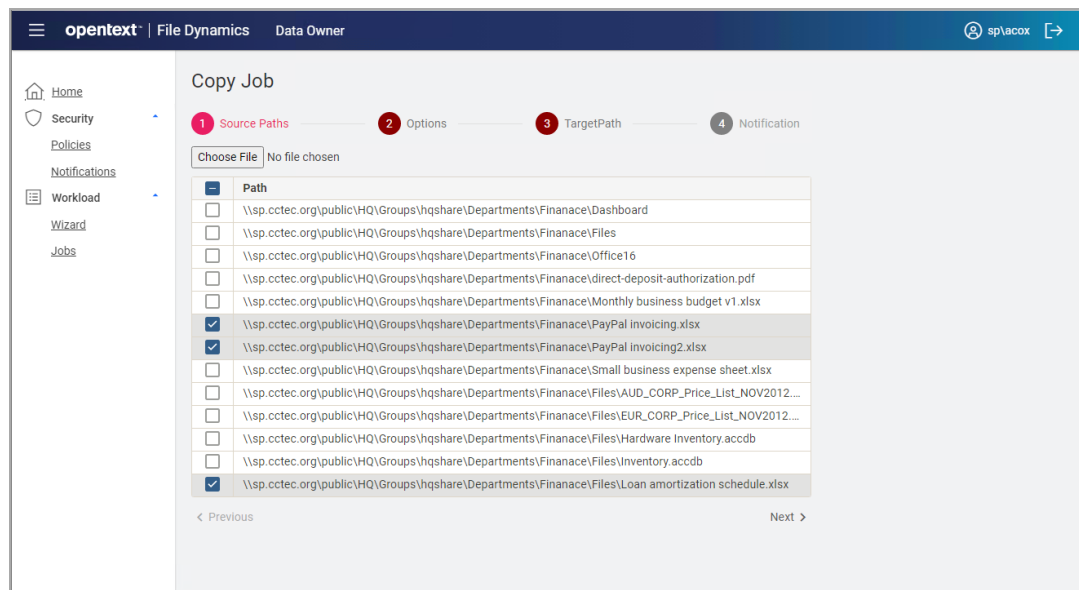 opentext™ | File Dynamics Data Owner sp\acox
Home
Security
Policies
Notifications
Workload
Wizard
Jobs
Copy Job
1 Source Paths 2 Options 3 TargetPath 4 Notification
Choose File No file chosen
Path
\\sp.cctec.org\public\HQ\Groups\hqshare\Departments\Finanace\Dashboard
\\sp.cctec.org\public\HQ\Groups\hqshare\Departments\Finanace\Files
\\sp.cctec.org\public\HQ\Groups\hqshare\Departments\Finanace\Office16
\\sp.cctec.org\public\HQ\Groups\hqshare\Departments\Finanace\direct-deposit-authorization.pdf
\\sp.cctec.org\public\HQ\Groups\hqshare\Departments\Finanace\Monthly business budget v1.xlsx
\\sp.cctec.org\public\HQ\Groups\hqshare\Departments\Finanace\PayPal invoicing.xlsx
\\sp.cctec.org\public\HQ\Groups\hqshare\Departments\Finanace\PayPal invoicing2.xlsx
\\sp.cctec.org\public\HQ\Groups\hqshare\Departments\Finanace\Small business expense sheet.xlsx
\\sp.cctec.org\public\HQ\Groups\hqshare\Departments\Finanace\Files\AUD_CORP_Price_List_NOV2012....
\\sp.cctec.org\public\HQ\Groups\hqshare\Departments\Finanace\Files\EUR_CORP_Price_List_NOV2012....
\\sp.cctec.org\public\HQ\Groups\hqshare\Departments\Finanace\Files\Hardware Inventory.accdb
\\sp.cctec.org\public\HQ\Groups\hqshare\Departments\Finanace\Files\Inventory.accdb
\\sp.cctec.org\public\HQ\Groups\hqshare\Departments\Finanace\Files\Loan amortization schedule.xlsx
< Previous Next >